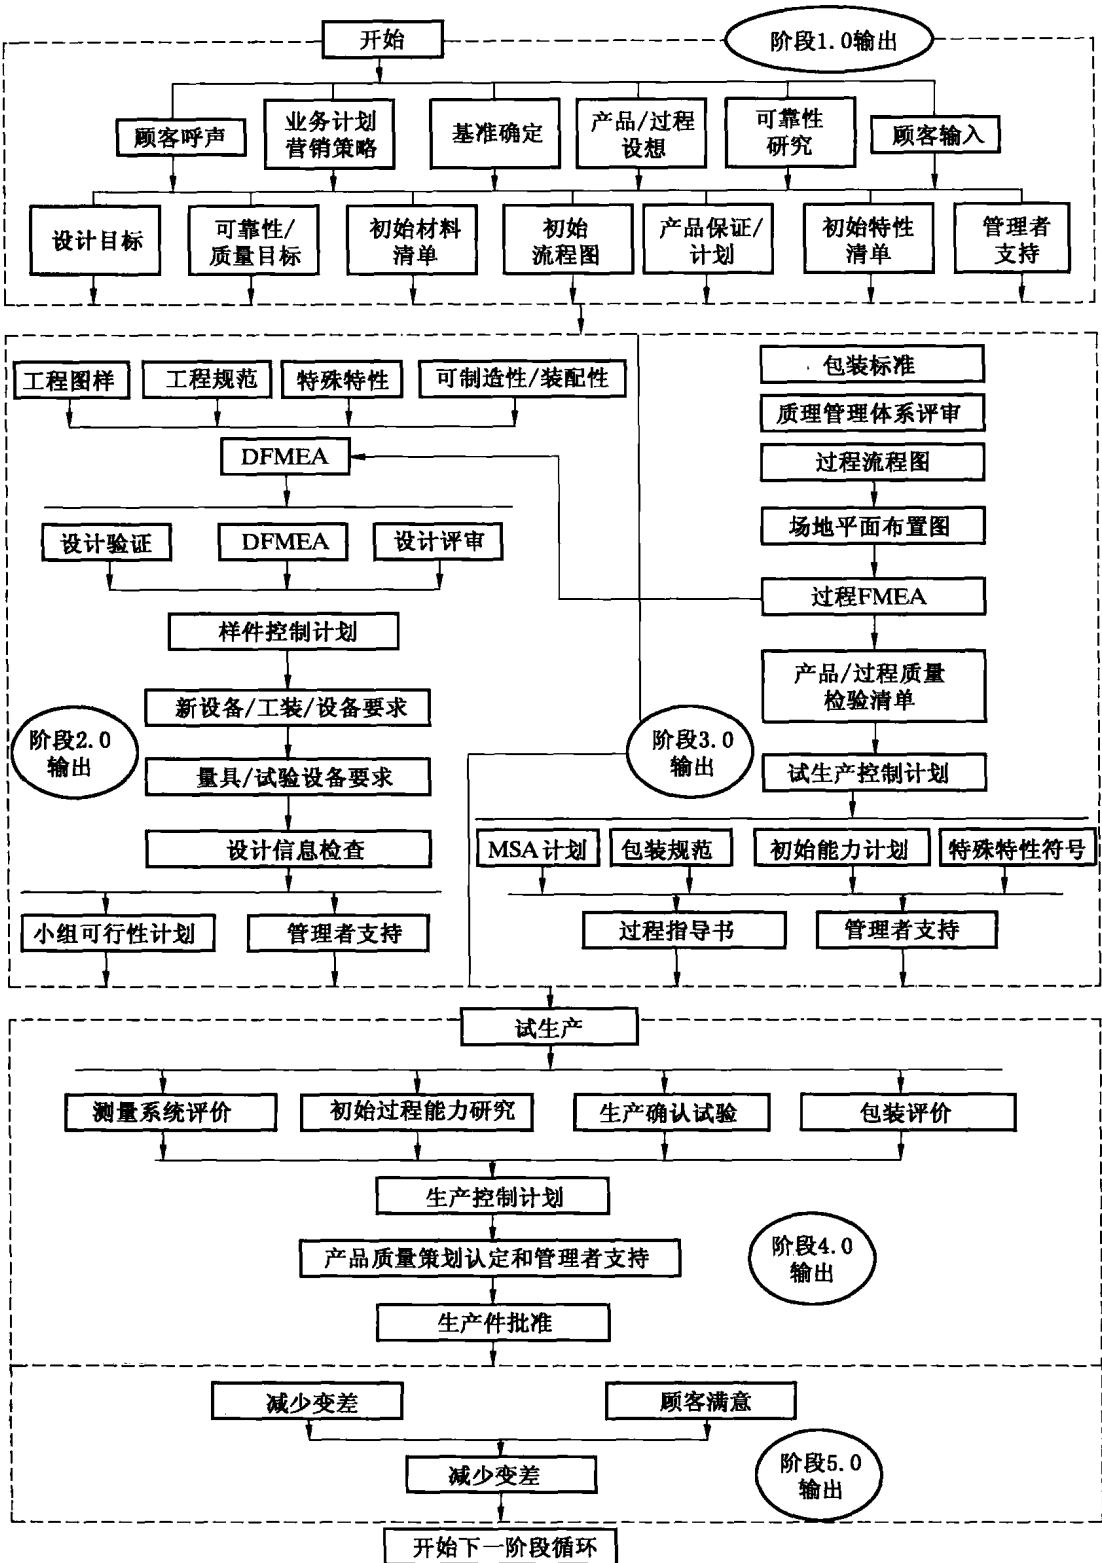 开始
阶段1.0输出
顾客呼声
业务计划
营销策略
基准确定
产品/过程
设想
可靠性
研究
顾客输入
设计目标
可靠性/
质量目标
初始材料
清单
初始
流程图
产品保证/
计划
初始特性
清单
管理者
支持
工程图样
工程规范
特殊特性
可制造性/装配性
DFMEA
设计验证
DFMEA
设计评审
样件控制计划
新设备/工装/设备要求
量具/试验设备要求
设计信息检查
小组可行性计划
管理者支持
阶段2.0
输出
包装标准
质理管理体系评审
过程流程图
场地平面布置图
过程FMEA
产品/过程质量
检验清单
试生产控制计划
阶段3.0
输出
MSA计划
包装规范
初始能力计划
特殊特性符号
过程指导书
管理者支持
试生产
测量系统评价
初始过程能力研究
生产确认试验
包装评价
生产控制计划
产品质量策划认定和管理者支持
生产件批准
阶段4.0
输出
减少变差
顾客满意
减少变差
阶段5.0
输出
开始下一阶段循环